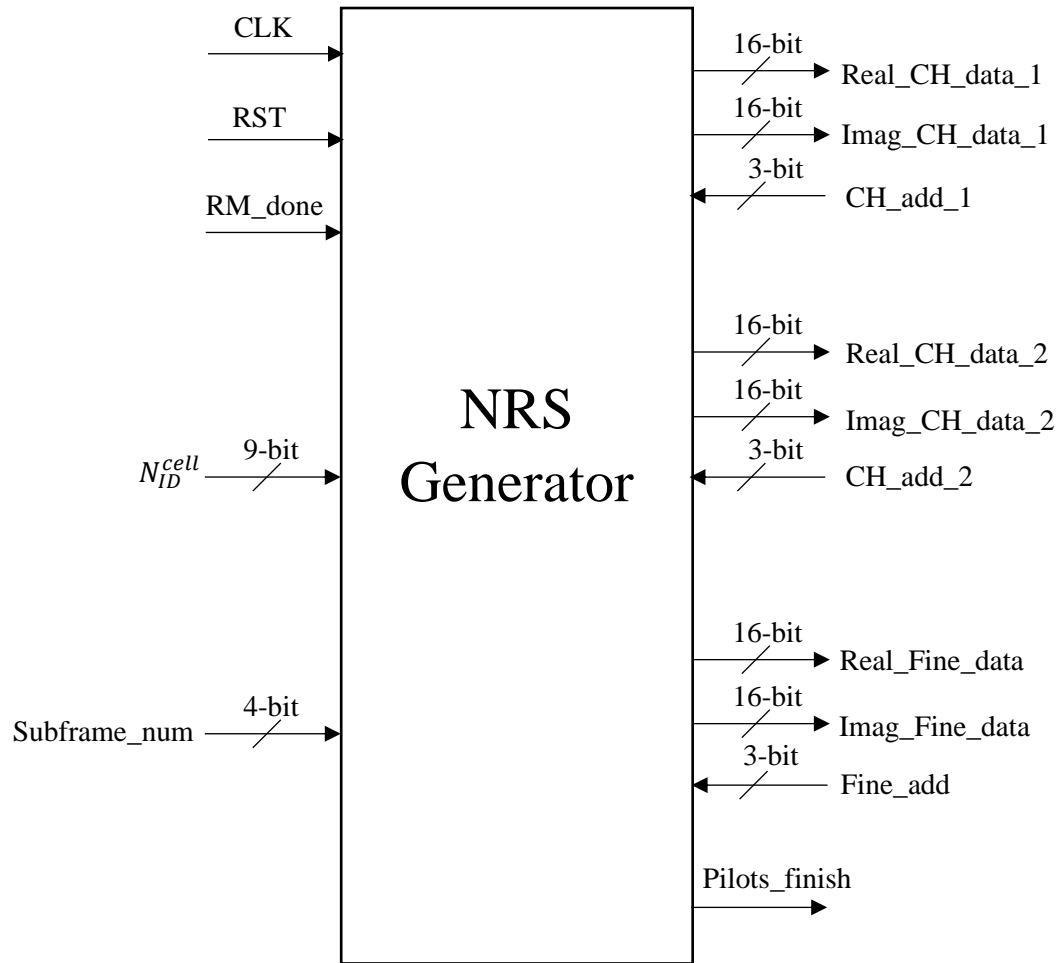 CLK
RST
RM_done
9-bit
N_{ID}^{cell}
4-bit
Subframe_num
NRS
Generator
16-bit
Real_CH_data_1
16-bit
Imag_CH_data_1
3-bit
CH_add_1
16-bit
Real_CH_data_2
16-bit
Imag_CH_data_2
3-bit
CH_add_2
16-bit
Real_Fine_data
16-bit
Imag_Fine_data
3-bit
Fine_add
Pilots_finish